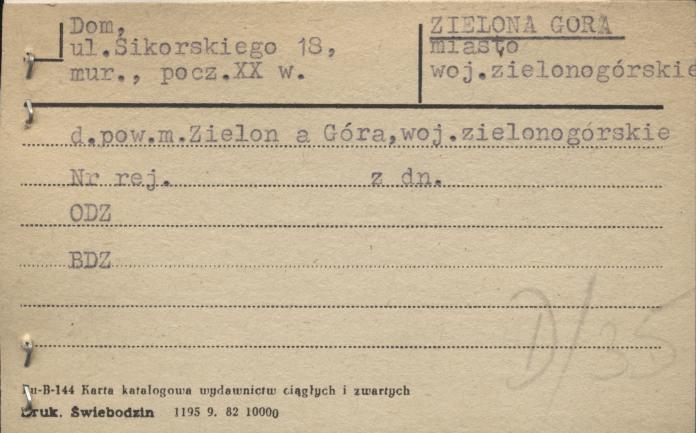 Dom,
ul.Sikorskiego 18,
mur., pocz.XX w.
ZIELONA GORA
miasto
woj.zielonogórskie
d.pow.m.Zielon a Góra,woj.zielonogórskie
Nr rej. z dn.
ODZ
BDZ
D/35
Pu-B-144 Karta katalogowa wydawnictw ciągłych i zwartych
Druk. Świebodzin 1195 9. 82 10000